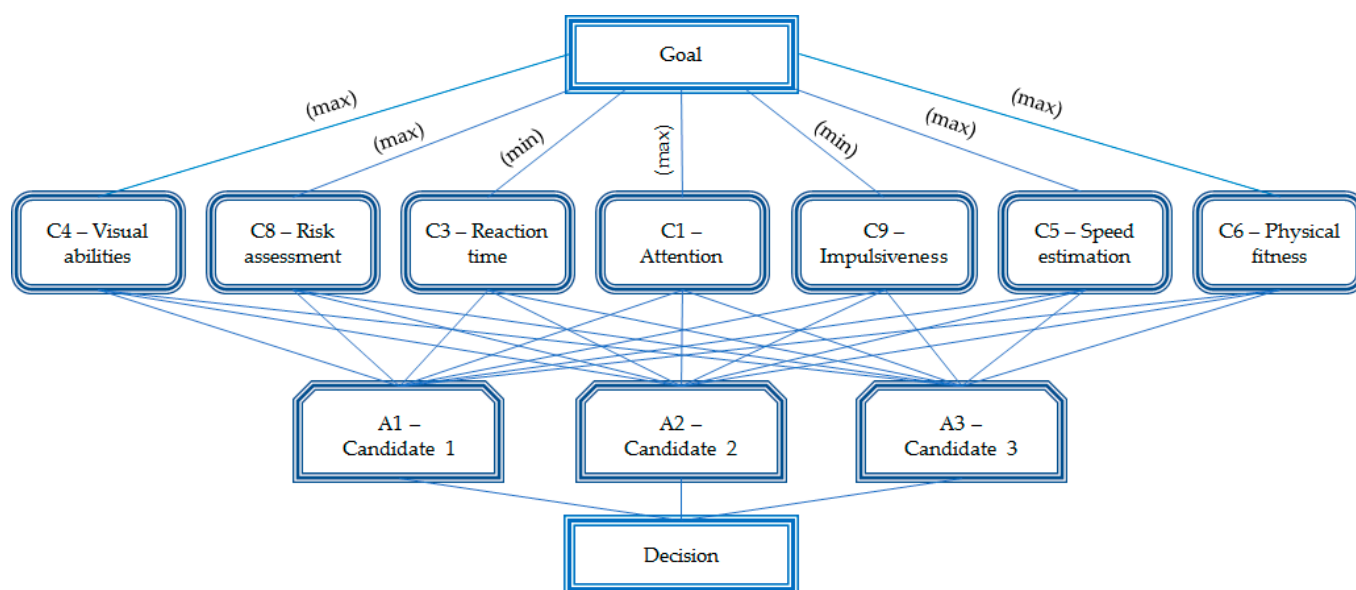 Goal
(max)
(max)
(min)
(max)
(min)
(max)
(max)
C4 – Visual
abilities
C8 – Risk
assessment
C3 – Reaction
time
C1 –
Attention
C9 –
Impulsiveness
C5 – Speed
estimation
C6 – Physical
fitness
A1 –
Candidate 1
A2 –
Candidate 2
A3 –
Candidate 3
Decision